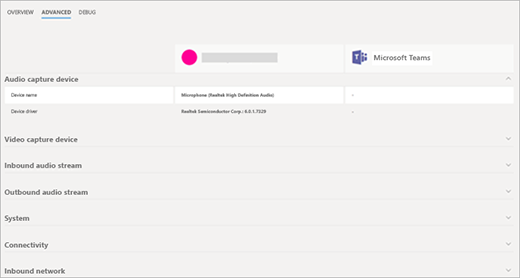 OVERVIEW ADVANCED DEBUG
Microsoft Teams
Audio capture device
Device name Microphone (Realtek High Definition Audio) -
Device driver Realtek Semiconductor Corp.: 6.0.1.7329 -
Video capture device
Inbound audio stream
Outbound audio stream
System
Connectivity
Inbound network